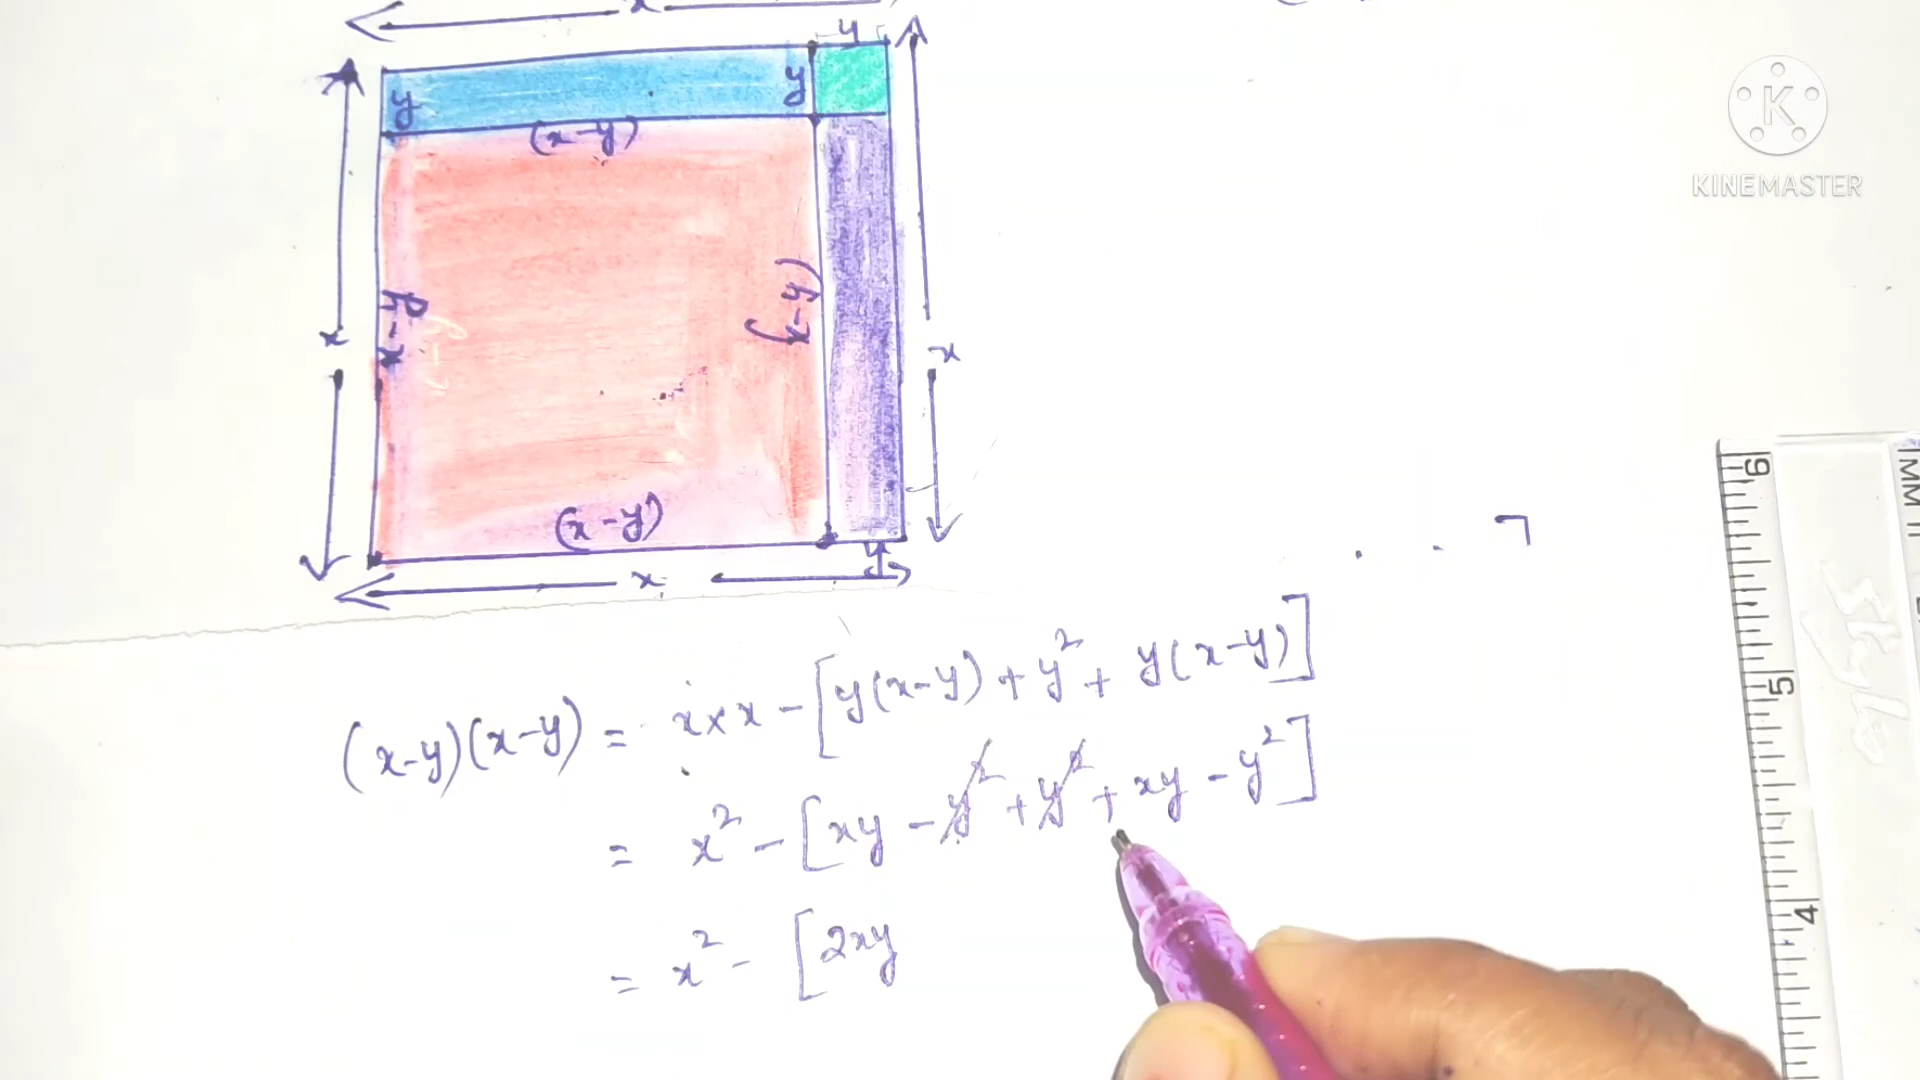 x
y
y
y
(x-y)
x
x-y
(x-y)
x
(x-y)
y
x
(x-y)(x-y) = x×x - [y(x-y) + y² + y(x-y)]
= x² - [xy - y² + y² + xy - y²]
= x² - [2xy
K
KINEMASTER
6
5
4
MM